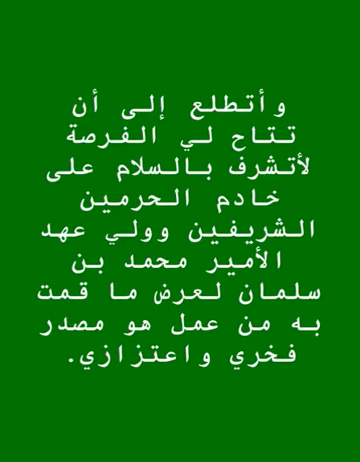 وأتطلع إلى أن
تتاح لي الفرصة
لأتشرف بالسلام على
خادم الحرمين
الشريفين وولي عهد
الأمير محمد بن
سلمان لعرض ما قمت
به من عمل هو مصدر
فخري واعتزازي.